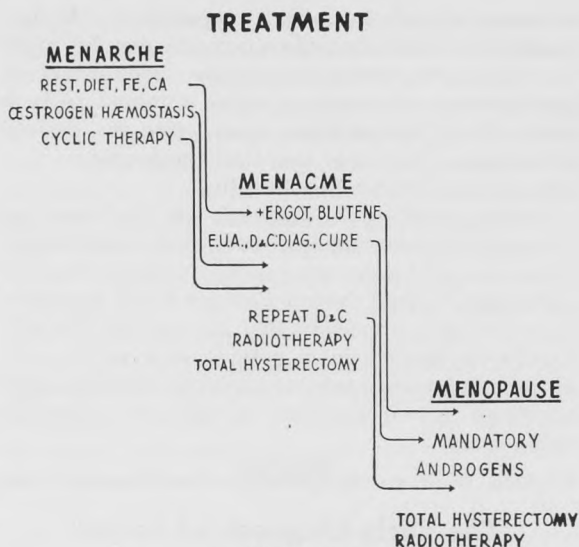 TREATMENT
MENARCHE
REST, DIET, FE, CA
ŒSTROGEN HÆMOSTASIS
CYCLIC THERAPY
MENACME
+ERGOT, BLUTENE
E.U.A., D&C:DIAG., CURE
REPEAT D&C
RADIOTHERAPY
TOTAL HYSTERECTOMY
MENOPAUSE
MANDATORY
ANDROGENS
TOTAL HYSTERECTOMY
RADIOTHERAPY